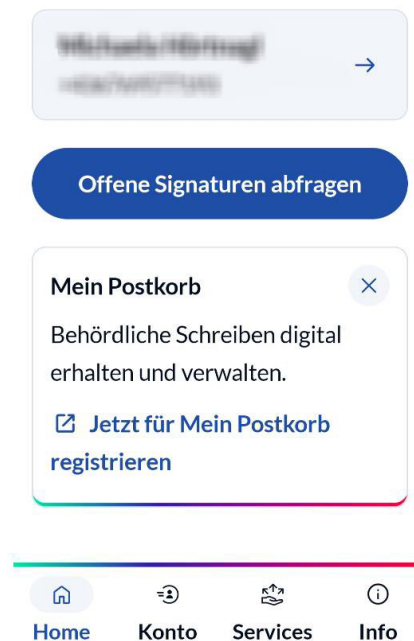 Offene Signaturen abfragen
Mein Postkorb
Behördliche Schreiben digital
erhalten und verwalten.
Jetzt für Mein Postkorb
registrieren
Home Konto Services Info